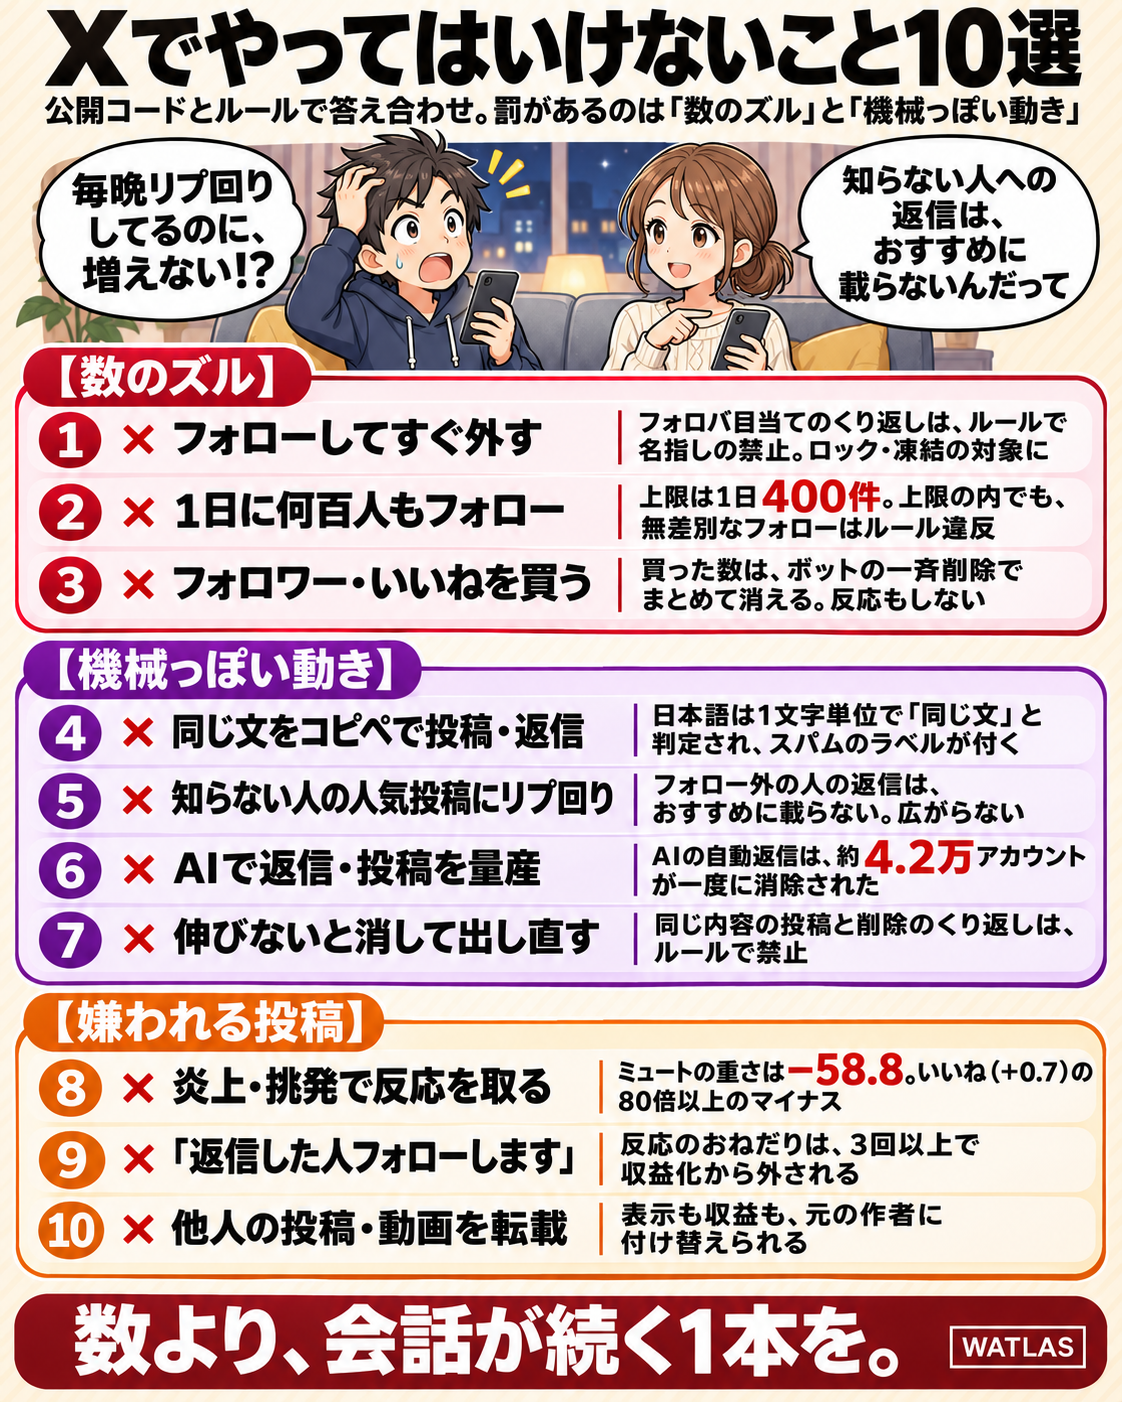 Xでやってはいけないこと10選
公開コードとルールで答え合わせ。罰があるのは「数のズル」と「機械っぽい動き」
毎晩リプ回り
してるのに、
増えない!?
知らない人への
返信は、
おすすめに
載らないんだって
【数のズル】
1 × フォローしてすぐ外す
フォロバ目当てのくり返しは、ルールで
名指しの禁止。ロック・凍結の対象に
2 × 1日に何百人もフォロー
上限は1日400件。上限の内でも、
無差別なフォローはルール違反
3 × フォロワー・いいねを買う
買った数は、ボットの一斉削除で
まとめて消える。反応もしない
【機械っぽい動き】
4 × 同じ文をコピペで投稿・返信
日本語は1文字単位で「同じ文」と
判定され、スパムのラベルが付く
5 × 知らない人の人気投稿にリプ回り
フォロー外の人の返信は、
おすすめに載らない。広がらない
6 × AIで返信・投稿を量産
AIの自動返信は、約4.2万アカウント
が一度に消除された
7 × 伸びないと消して出し直す
同じ内容の投稿と削除のくり返しは、
ルールで禁止
【嫌われる投稿】
8 × 炎上・挑発で反応を取る
ミュートの重さは−58.8。いいね(+0.7)の
80倍以上のマイナス
9 × 「返信した人フォローします」
反応のおねだりは、3回以上で
収益化から外される
10 × 他人の投稿・動画を転載
表示も収益も、元の作者に
付け替えられる
数より、会話が続く1本を。
WATLAS